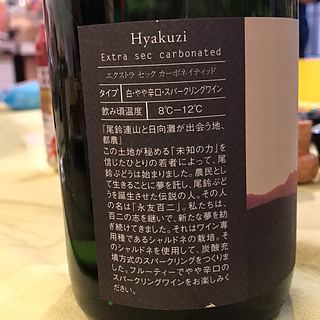 Hyakuzi
Extra sec carbonated
エクストラ セック カーボネイティッド
タイプ 白・やや辛口・スパークリングワイン
飲み頃温度 8℃ー12℃
「尾鈴連山と日向灘が出会う地、
都農」
この土地が秘める「未知の力」を
信じたひとりの若者によって、尾
鈴ぶどうは始まりました。農民とし
て生きることに夢を託し、尾鈴ぶど
うを誕生させた伝説の人。その人
の名は「永友百二」。私たちは、
百二の志を継いで、新たな夢を紡
ぎ続けてきました。それはワイン専
用種であるシャルドネの栽培。そ
のシャルドネを使用して、炭酸充
填方式のスパークリングをつくりま
した。フルーティーでやや辛口の
スパークリングワインをお楽しみく
ださい。